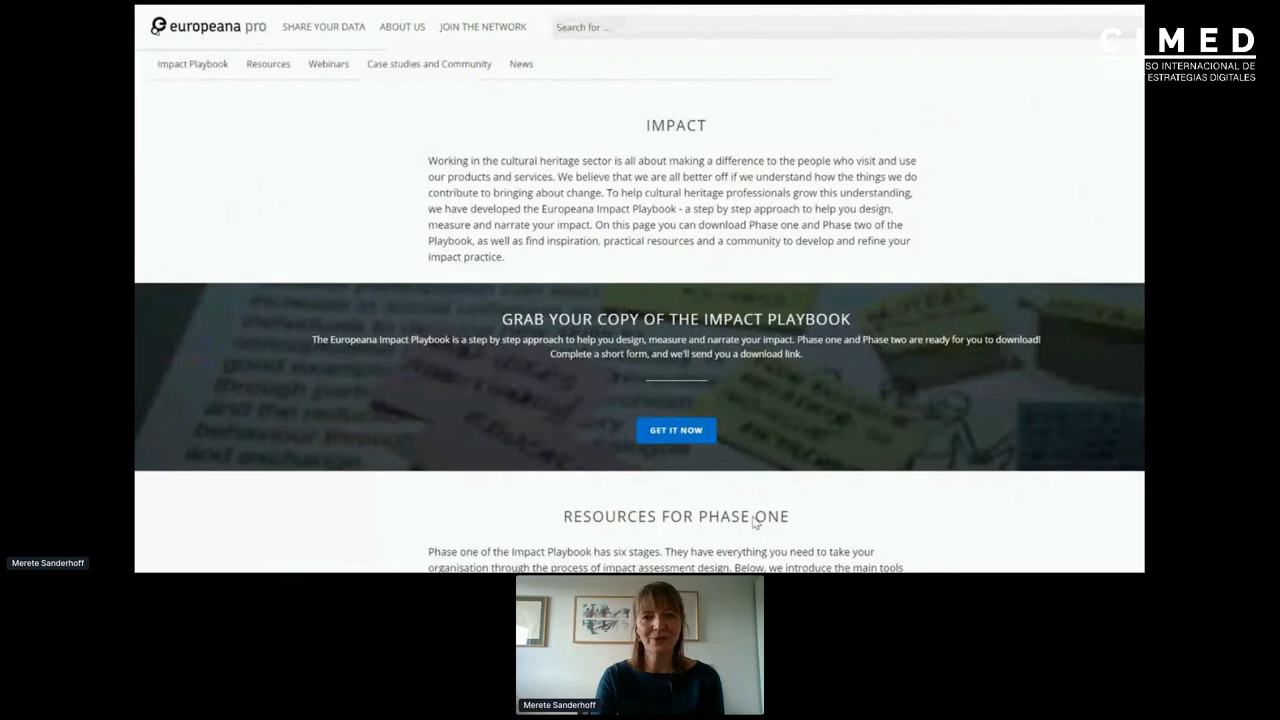 europeana pro SHARE YOUR DATA ABOUT US JOIN THE NETWORK Search for ...
C MED
SO INTERNACIONAL DE
ESTRATEGIAS DIGITALES
Impact Playbook Resources Webinars Case studies and Community News
IMPACT
Working in the cultural heritage sector is all about making a difference to the people who visit and use
our products and services. We believe that we are all better off if we understand how the things we do
contribute to bringing about change. To help cultural heritage professionals grow this understanding,
we have developed the Europeana Impact Playbook - a step by step approach to help you design,
measure and narrate your impact. On this page you can download Phase one and Phase two of the
Playbook, as well as find inspiration, practical resources and a community to develop and refine your
impact practice.
GRAB YOUR COPY OF THE IMPACT PLAYBOOK
The Europeana Impact Playbook is a step by step approach to help you design, measure and narrate your impact. Phase one and Phase two are ready for you to download!
Complete a short form, and we'll send you a download link.
GET IT NOW
RESOURCES FOR PHASE ONE
Phase one of the Impact Playbook has six stages. They have everything you need to take your
organisation through the process of impact assessment design. Below, we introduce the main tools
Merete Sanderhoff
Merete Sanderhoff